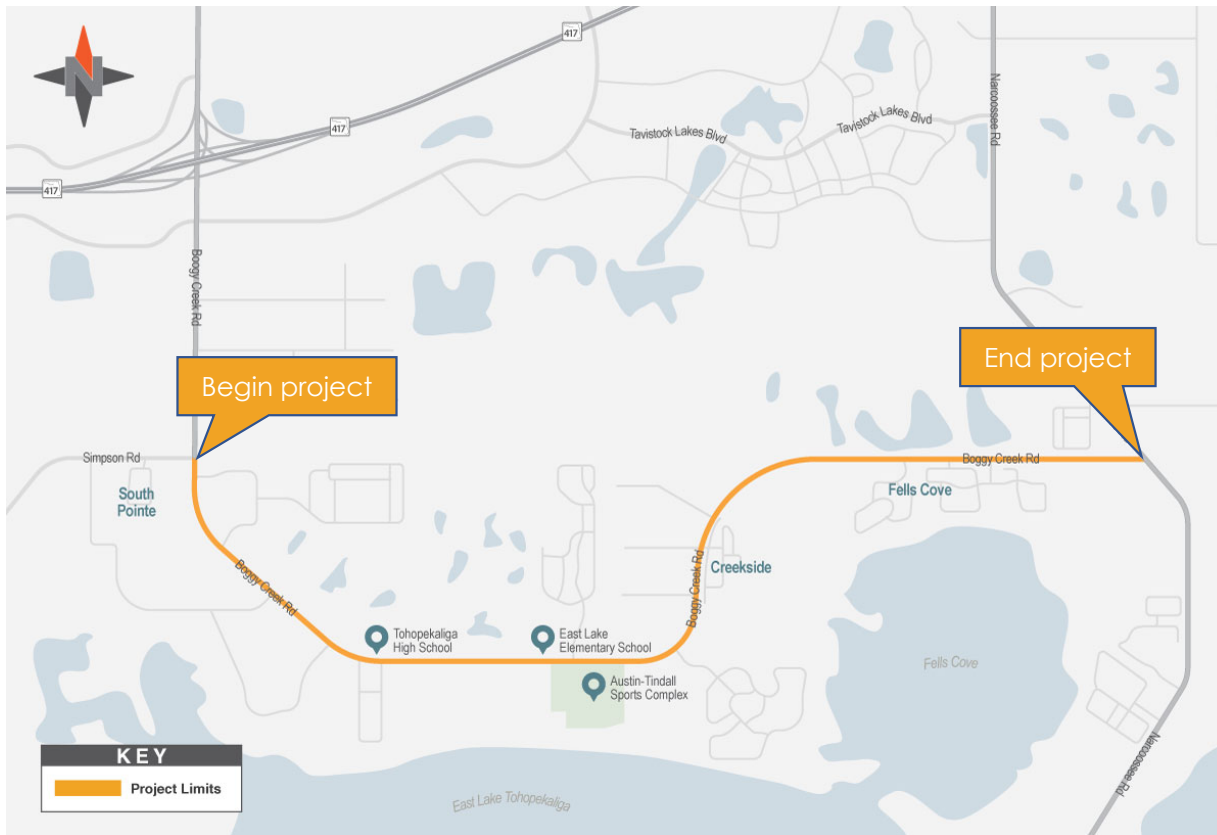 417
417
417
N
Tavistock Lakes Blvd
Tavistock Lakes Blvd
Narcoossee Rd
Boggy Creek Rd
Begin project
End project
Simpson Rd
South
Pointe
Boggy Creek Rd
Fells Cove
Boggy Creek Rd
Boggy Creek Rd
Creekside
Tohopekaliga
High School
East Lake
Elementary School
Austin-Tindall
Sports Complex
Fells Cove
Narcoossee Rd
East Lake Tohopekaliga
KEY
Project Limits